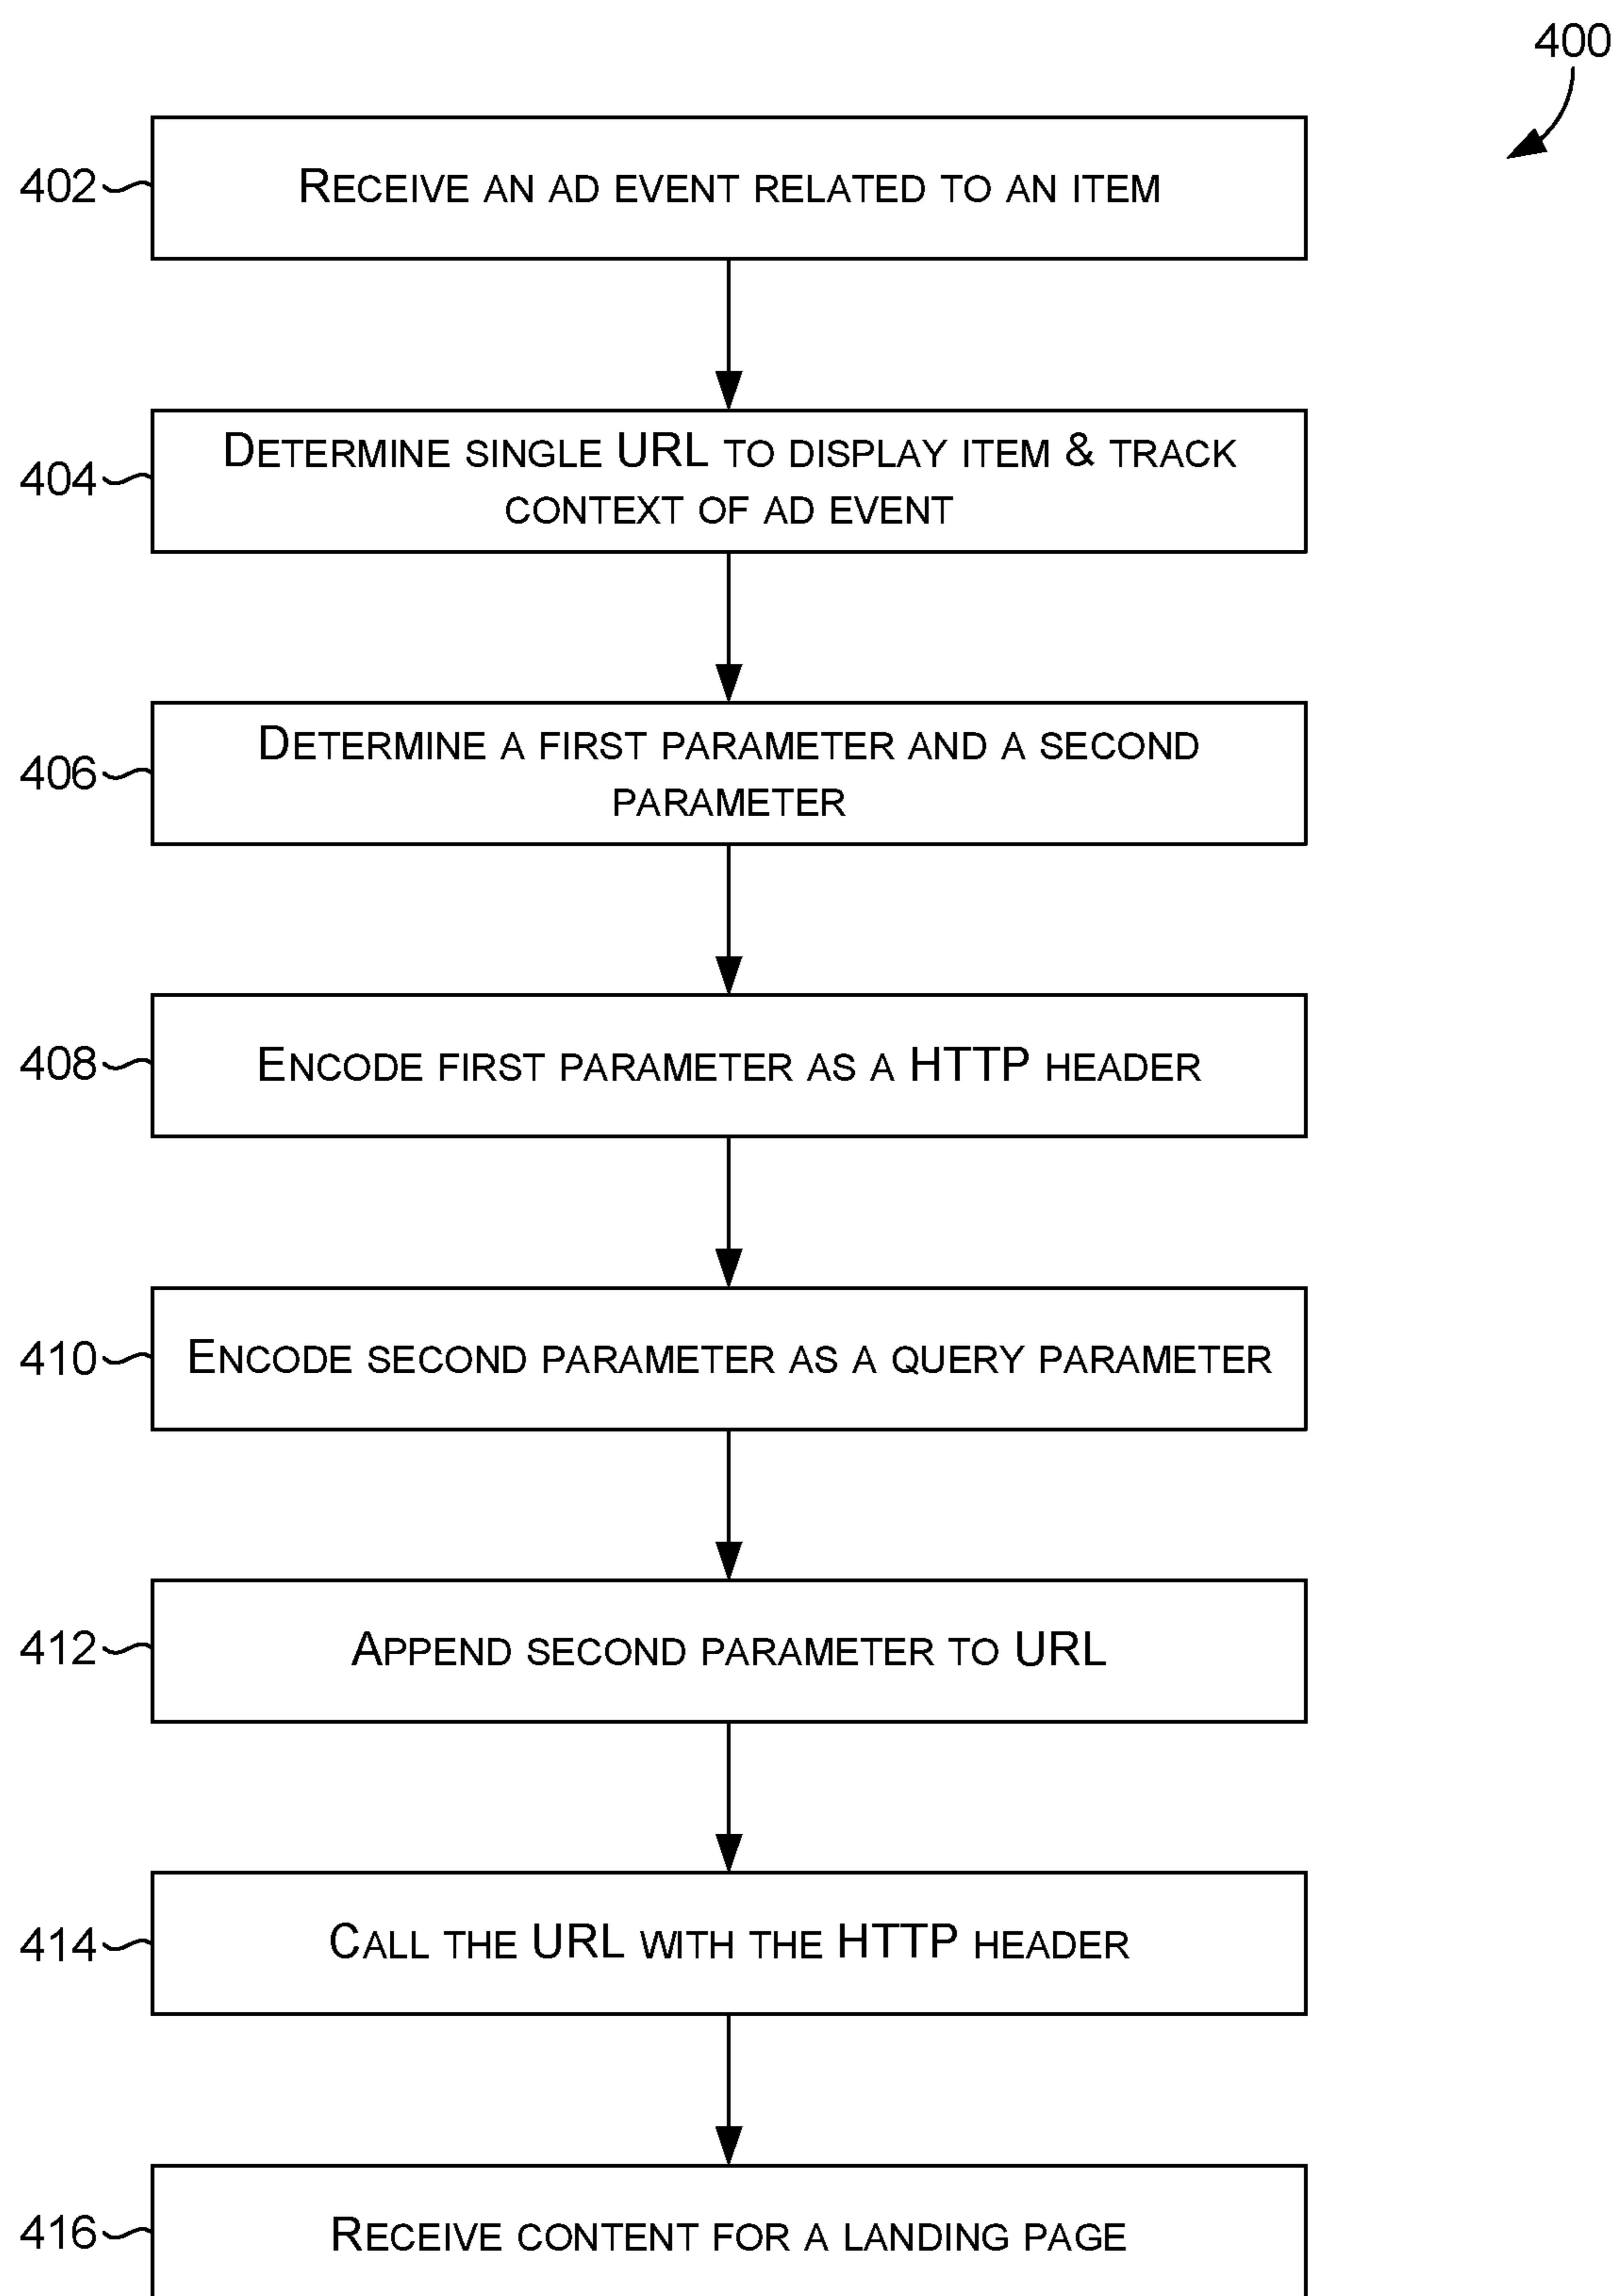 400
402 RECEIVE AN AD EVENT RELATED TO AN ITEM
404 DETERMINE SINGLE URL TO DISPLAY ITEM & TRACK
CONTEXT OF AD EVENT
406 DETERMINE A FIRST PARAMETER AND A SECOND
PARAMETER
408 ENCODE FIRST PARAMETER AS A HTTP HEADER
410 ENCODE SECOND PARAMETER AS A QUERY PARAMETER
412 APPEND SECOND PARAMETER TO URL
414 CALL THE URL WITH THE HTTP HEADER
416 RECEIVE CONTENT FOR A LANDING PAGE